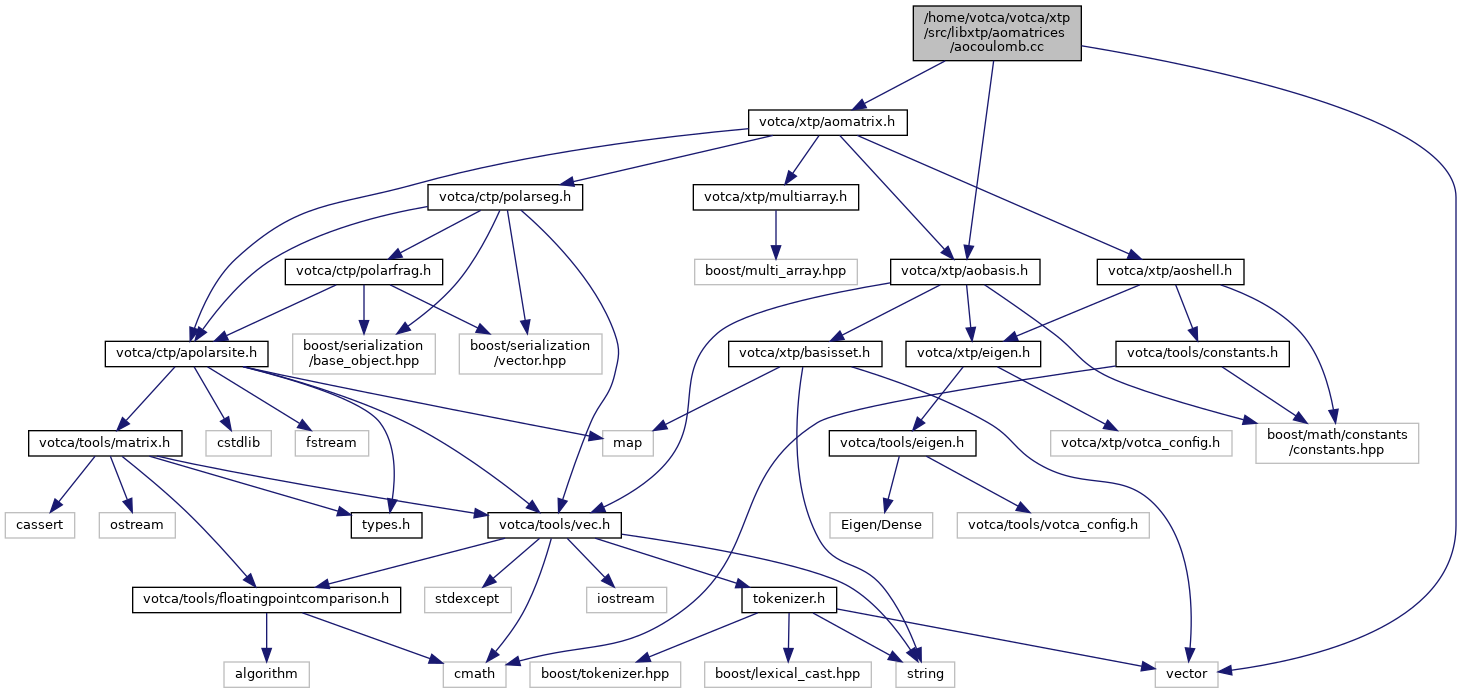 /home/votca/votca/xtp
/src/libxtp/aomatrices
/aocoulomb.cc
votca/xtp/aomatrix.h
votca/ctp/polarseg.h
votca/xtp/multiarray.h
votca/ctp/polarfrag.h
boost/multi_array.hpp
votca/xtp/aobasis.h
votca/xtp/aoshell.h
votca/ctp/apolarsite.h
boost/serialization
/base_object.hpp
boost/serialization
/vector.hpp
votca/xtp/basisset.h
votca/xtp/eigen.h
votca/tools/constants.h
votca/tools/matrix.h
cstdlib
fstream
map
votca/tools/eigen.h
votca/xtp/votca_config.h
boost/math/constants
/constants.hpp
cassert
ostream
types.h
votca/tools/vec.h
Eigen/Dense
votca/tools/votca_config.h
votca/tools/floatingpointcomparison.h
stdexcept
iostream
tokenizer.h
algorithm
cmath
boost/tokenizer.hpp
boost/lexical_cast.hpp
string
vector